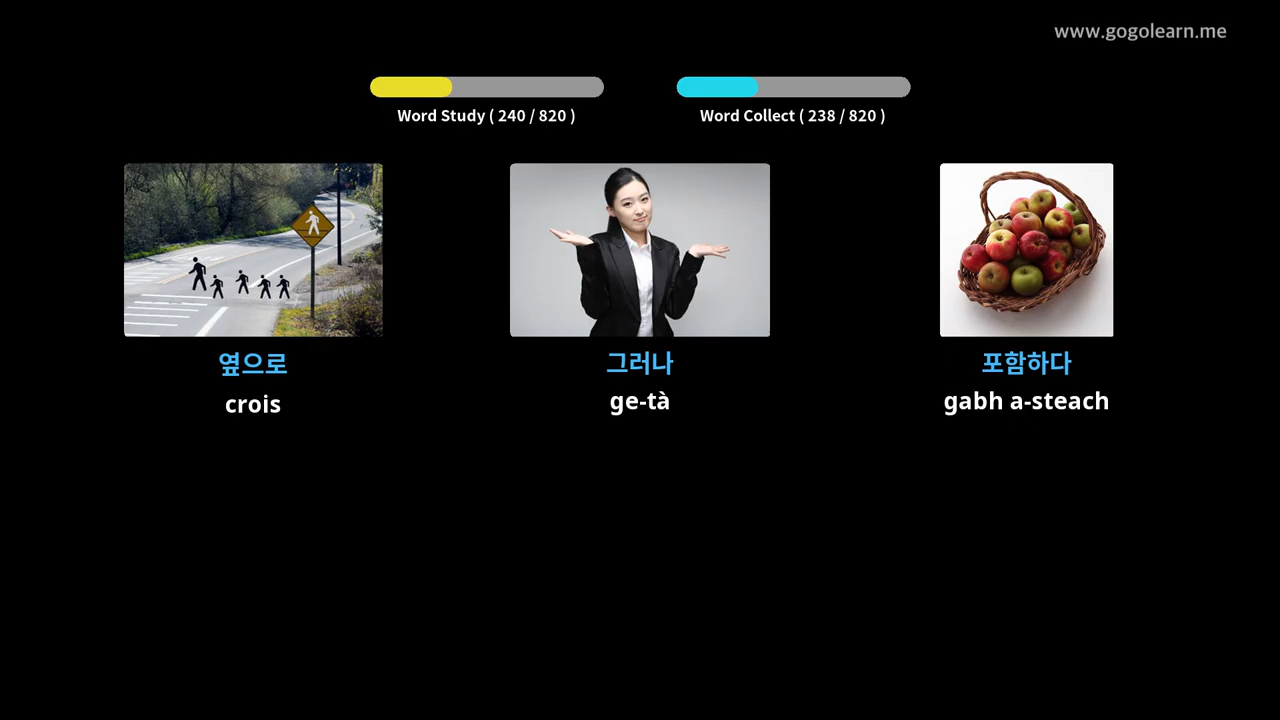 www.gogolearn.me
Word Study ( 240 / 820 )
Word Collect ( 238 / 820 )
옆으로
그러나
포함하다
crois
ge-tà
gabh a-steach